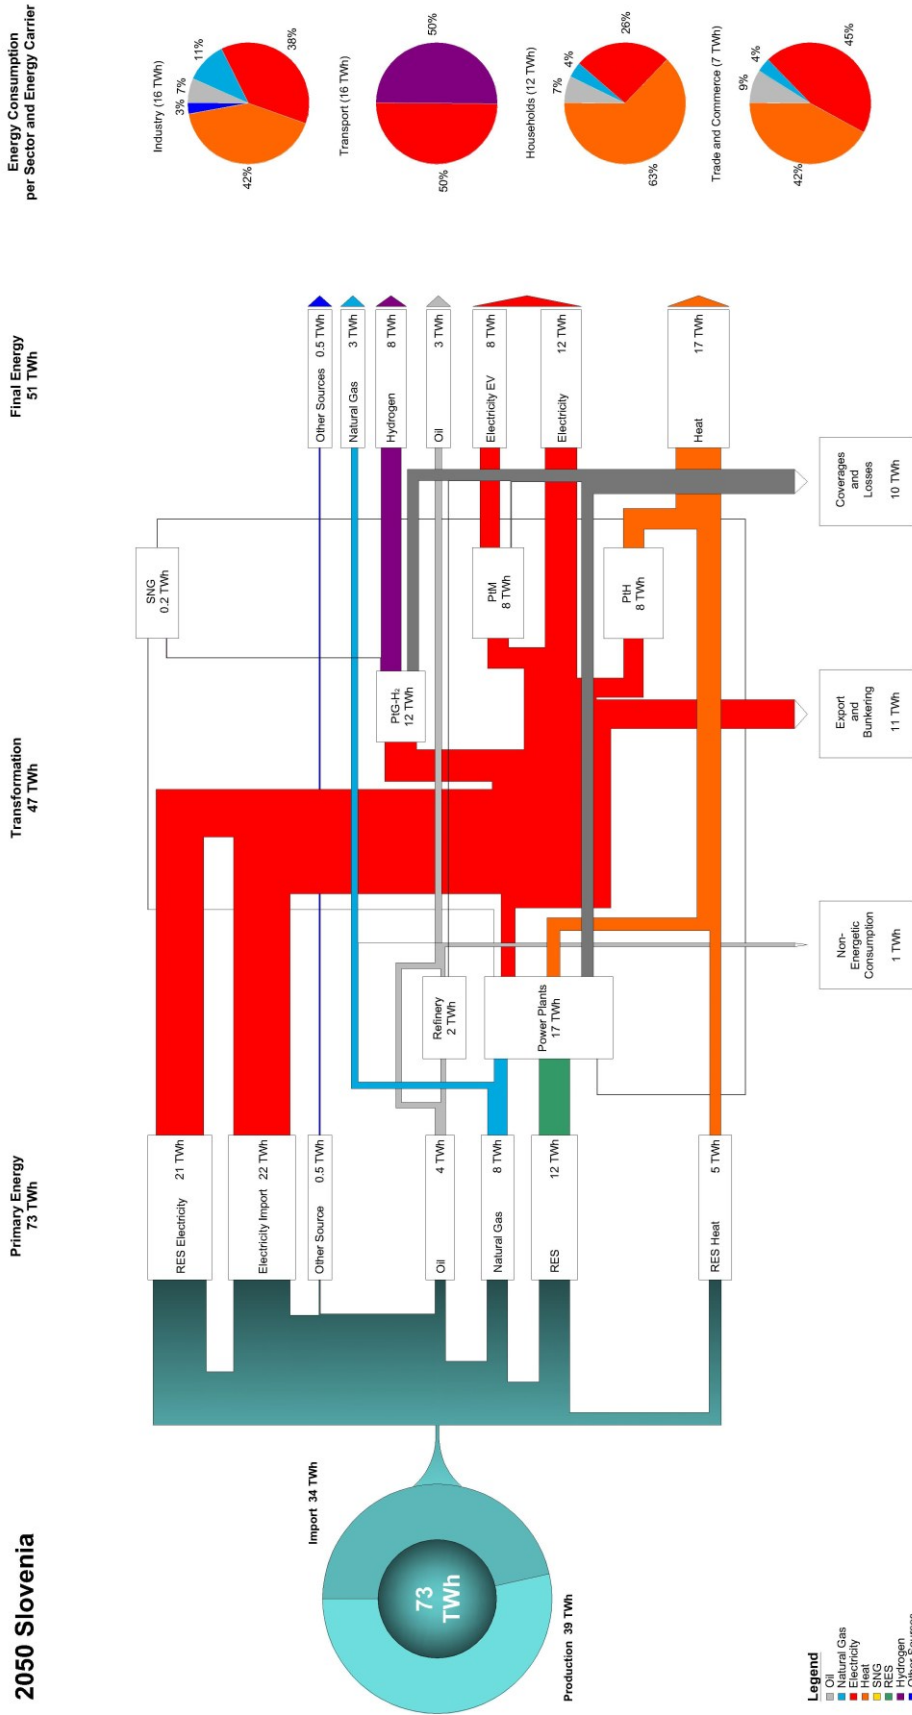 2050 Slovenia
Primary Energy
73 TWh
Transformation
47 TWh
Final Energy
51 TWh
Energy Consumption
per Sector and Energy Carrier
Import 34 TWh
73
TWh
Production 39 TWh
RES Electricity 21 TWh
Electricity Import 22 TWh
Other Source 0.5 TWh
Oil 4 TWh
Natural Gas 8 TWh
RES 12 TWh
RES Heat 5 TWh
Refinery
2 TWh
Power Plants
17 TWh
SNG
0.2 TWh
PtG-H₂
12 TWh
PtM
8 TWh
PtH
8 TWh
Other Sources 0.5 TWh
Natural Gas 3 TWh
Hydrogen 8 TWh
Oil 3 TWh
Electricity EV 8 TWh
Electricity 12 TWh
Heat 17 TWh
Non-
Energetic
Consumption
1 TWh
Export
and
Bunkering
11 TWh
Coverages
and
Losses
10 TWh
Industry (16 TWh)
3%
7%
11%
38%
42%
Transport (16 TWh)
50%
50%
Households (12 TWh)
7%
4%
26%
63%
Trade and Commerce (7 TWh)
9%
4%
45%
42%
Legend
Oil
Natural Gas
Electricity
Heat
SNG
RES
Hydrogen
Other Sources